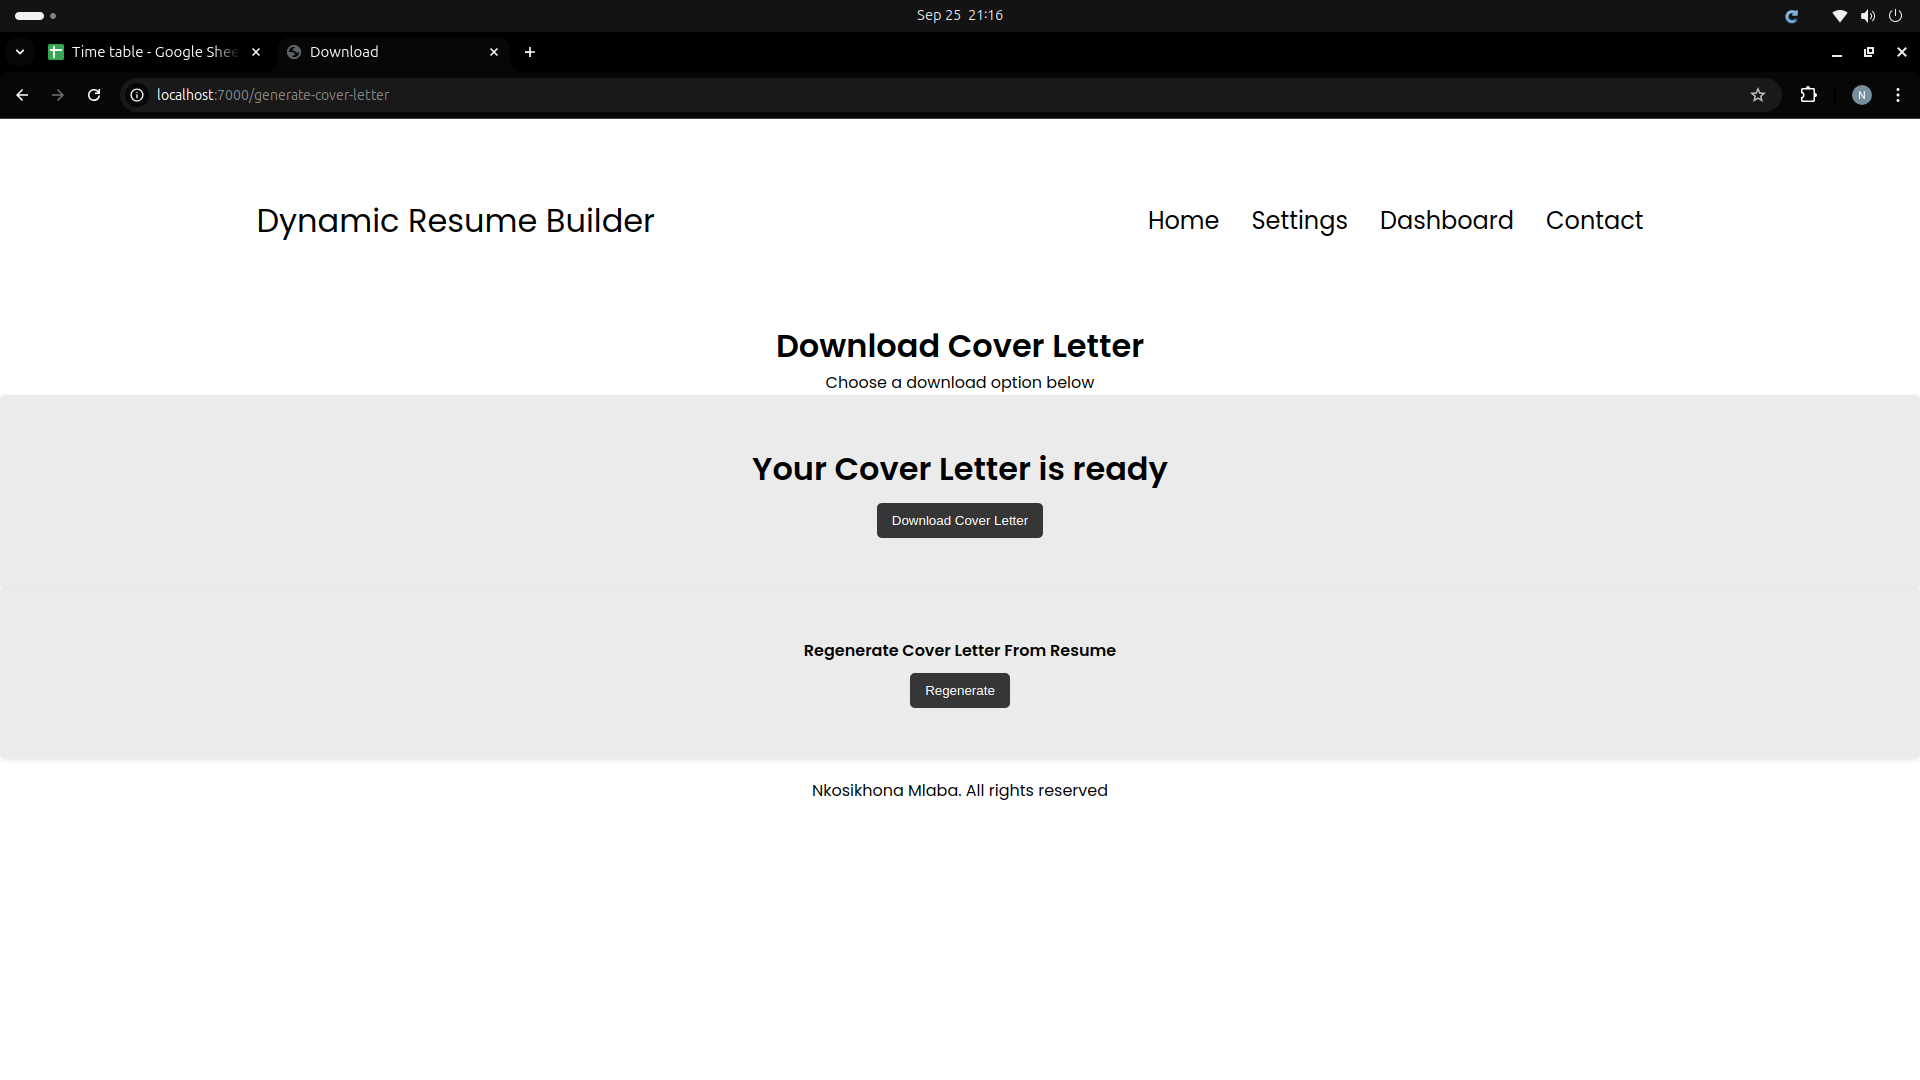 Sep 25 21:16
Time table - Google Shee
Download
localhost:7000/generate-cover-letter
N
Dynamic Resume Builder
Home Settings Dashboard Contact
Download Cover Letter
Choose a download option below
Your Cover Letter is ready
Download Cover Letter
Regenerate Cover Letter From Resume
Regenerate
Nkosikhona Mlaba. All rights reserved